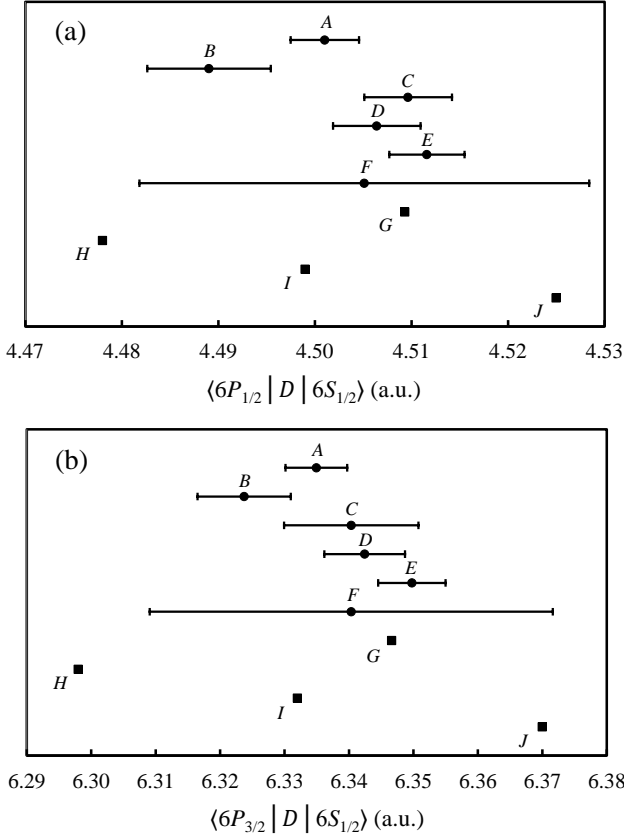 (a)
A
B
C
D
E
F
G
H
I
J
4.47 4.48 4.49 4.50 4.51 4.52 4.53
⟨6P1/2 | D | 6S1/2⟩ (a.u.)
(b)
A
B
C
D
E
F
G
H
I
J
6.29 6.30 6.31 6.32 6.33 6.34 6.35 6.36 6.37 6.38
⟨6P3/2 | D | 6S1/2⟩ (a.u.)